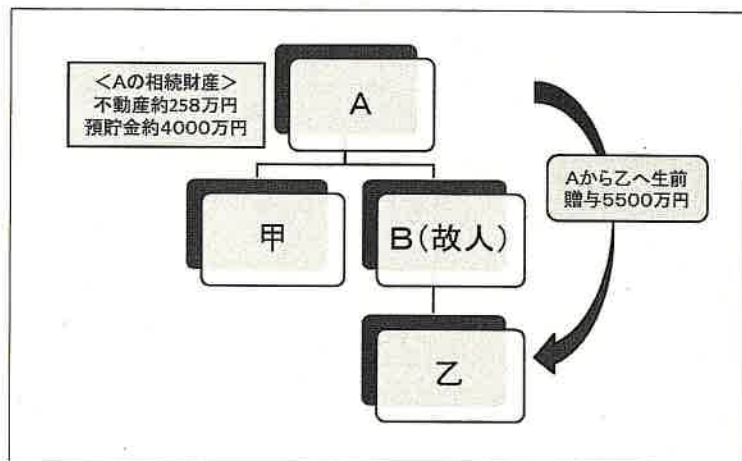 ＜Aの相続財産＞
不動産約258万円
預貯金約4000万円
A
Aから乙へ生前
贈与5500万円
甲
B（故人）
乙